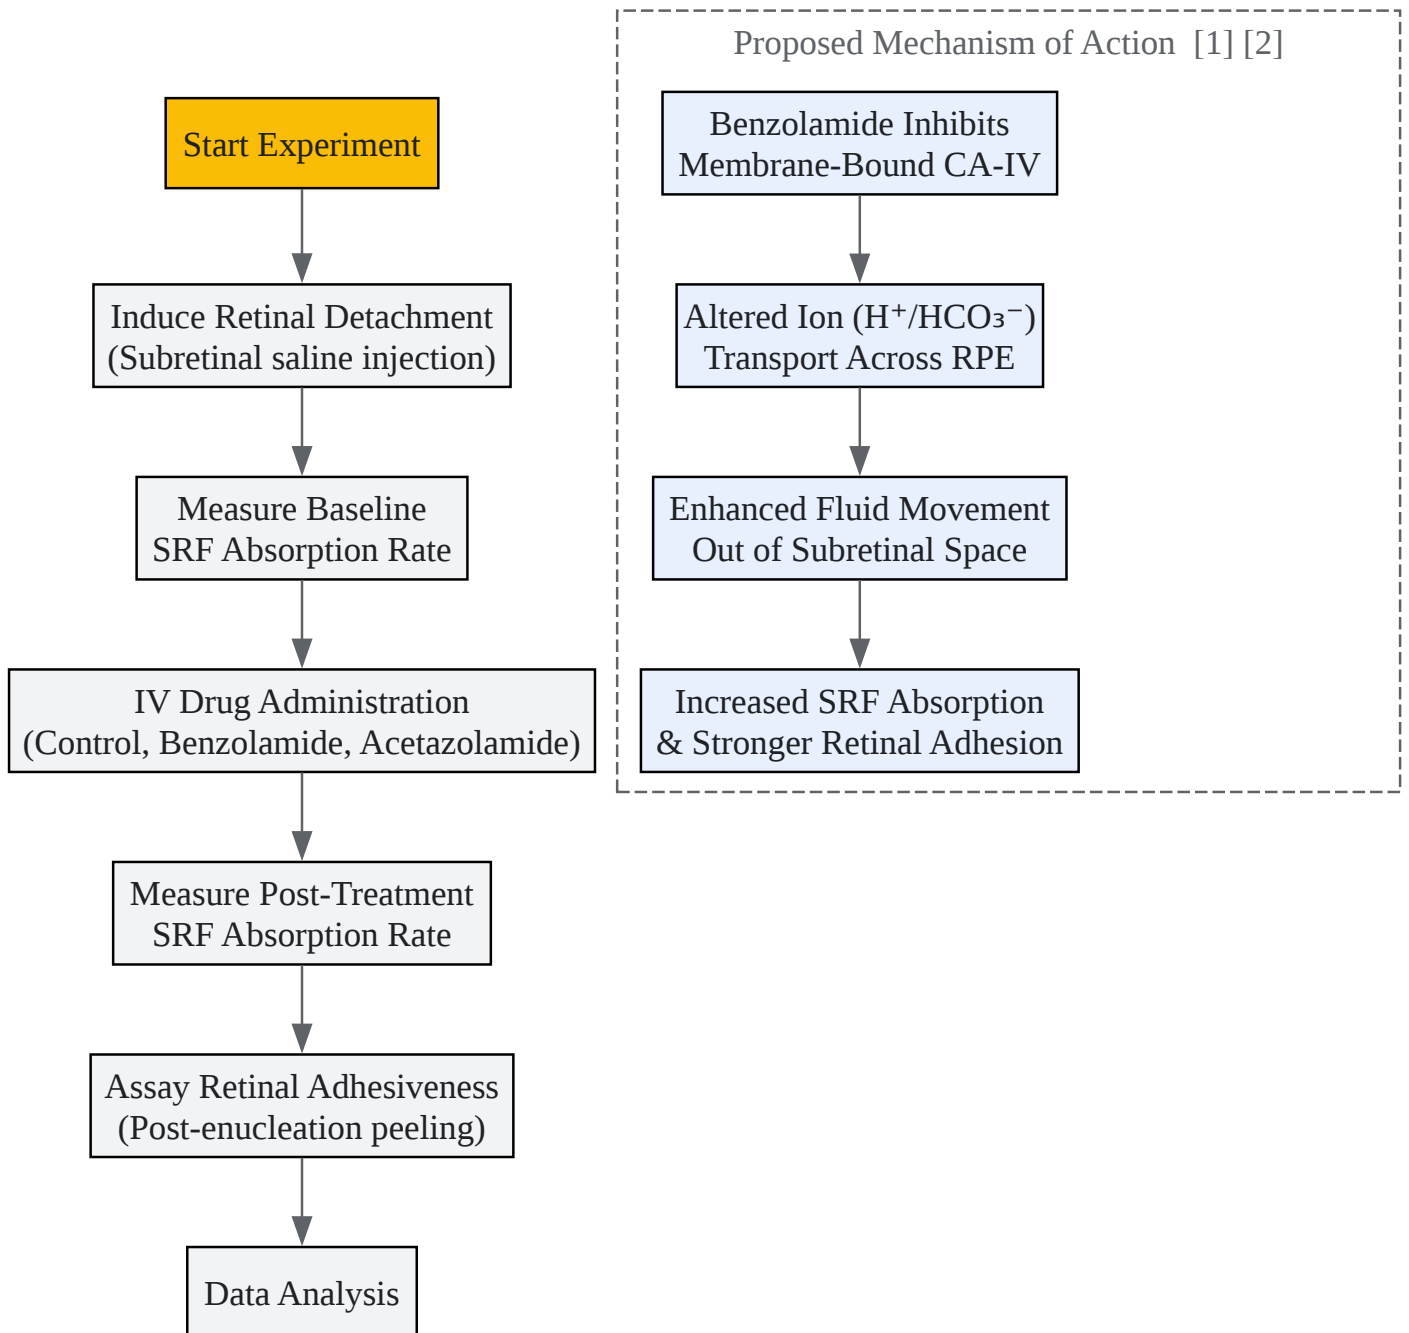 Start Experiment
Induce Retinal Detachment
(Subretinal saline injection)
Measure Baseline
SRF Absorption Rate
IV Drug Administration
(Control, Benzolamide, Acetazolamide)
Measure Post-Treatment
SRF Absorption Rate
Assay Retinal Adhesiveness
(Post-enucleation peeling)
Data Analysis
Proposed Mechanism of Action  [1] [2]
Benzolamide Inhibits
Membrane-Bound CA-IV
Altered Ion (H⁺/HCO₃⁻)
Transport Across RPE
Enhanced Fluid Movement
Out of Subretinal Space
Increased SRF Absorption
& Stronger Retinal Adhesion